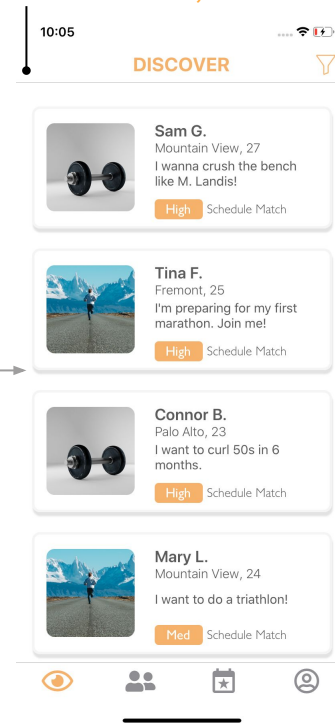 10:05
DISCOVER
Sam G.
Mountain View, 27
I wanna crush the bench
like M. Landis!
High Schedule Match
Tina F.
Fremont, 25
I'm preparing for my first
marathon. Join me!
High Schedule Match
Connor B.
Palo Alto, 23
I want to curl 50s in 6
months.
High Schedule Match
Mary L.
Mountain View, 24
I want to do a triathlon!
Med Schedule Match